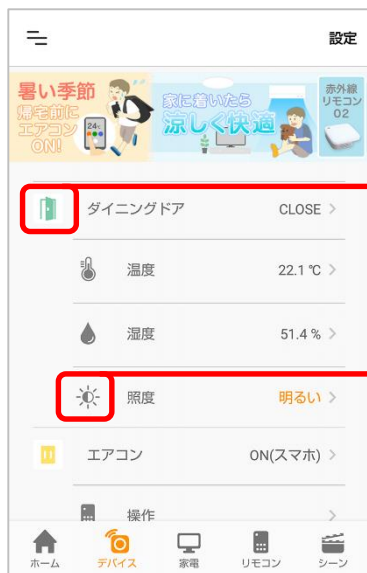 設定
暑い季節
帰宅前に
エアコン
ON!
24℃
家に着いたら
涼しく快適
赤外線
リモコン
02
ダイニングドア CLOSE >
温度 22.1 ℃ >
湿度 51.4 % >
照度 明るい >
エアコン ON(スマホ) >
操作 >
ホーム デバイス 家電 リモコン シーン